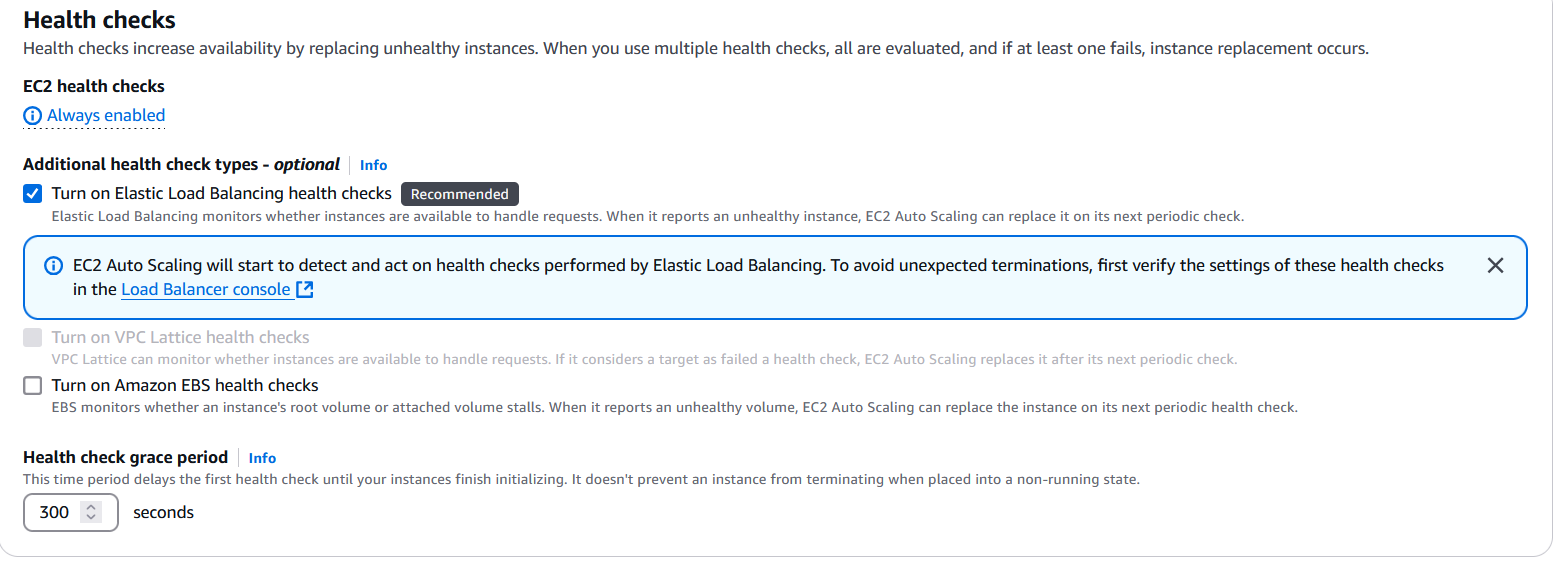 Health checks
Health checks increase availability by replacing unhealthy instances. When you use multiple health checks, all are evaluated, and if at least one fails, instance replacement occurs.
EC2 health checks
Always enabled
Additional health check types - optional Info
Turn on Elastic Load Balancing health checks Recommended
Elastic Load Balancing monitors whether instances are available to handle requests. When it reports an unhealthy instance, EC2 Auto Scaling can replace it on its next periodic check.
EC2 Auto Scaling will start to detect and act on health checks performed by Elastic Load Balancing. To avoid unexpected terminations, first verify the settings of these health checks
in the Load Balancer console
Turn on VPC Lattice health checks
VPC Lattice can monitor whether instances are available to handle requests. If it considers a target as failed a health check, EC2 Auto Scaling replaces it after its next periodic check.
Turn on Amazon EBS health checks
EBS monitors whether an instance's root volume or attached volume stalls. When it reports an unhealthy volume, EC2 Auto Scaling can replace the instance on its next periodic health check.
Health check grace period Info
This time period delays the first health check until your instances finish initializing. It doesn't prevent an instance from terminating when placed into a non-running state.
300 seconds